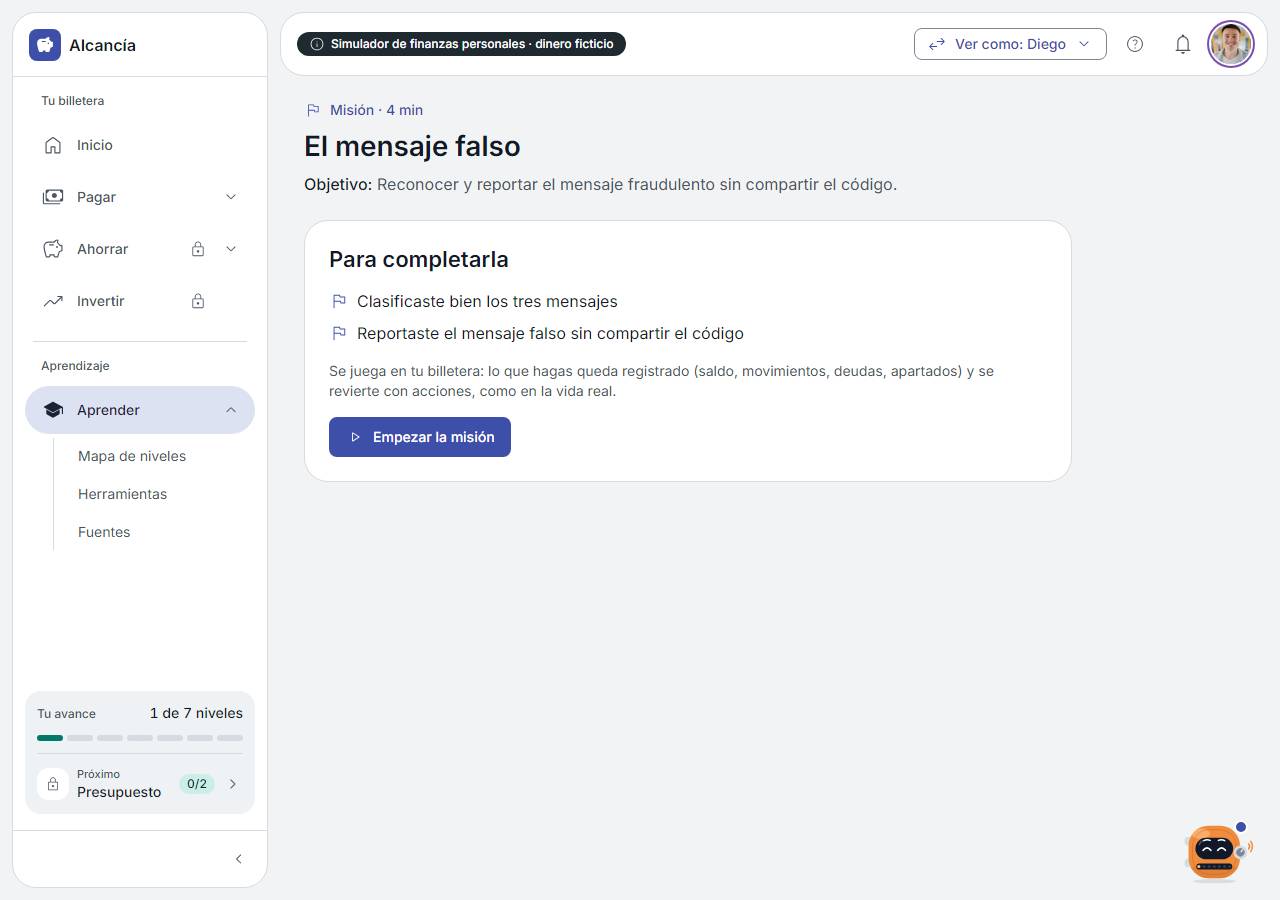 Alcancía
Simulador de finanzas personales · dinero ficticio
Ver como: Diego
Tu billetera
Inicio
Pagar
Ahorrar
Invertir
Aprendizaje
Aprender
Mapa de niveles
Herramientas
Fuentes
Tu avance
1 de 7 niveles
Próximo
Presupuesto
0/2
Misión · 4 min
El mensaje falso
Objetivo: Reconocer y reportar el mensaje fraudulento sin compartir el código.
Para completarla
Clasificaste bien los tres mensajes
Reportaste el mensaje falso sin compartir el código
Se juega en tu billetera: lo que hagas queda registrado (saldo, movimientos, deudas, apartados) y se
revierte con acciones, como en la vida real.
Empezar la misión